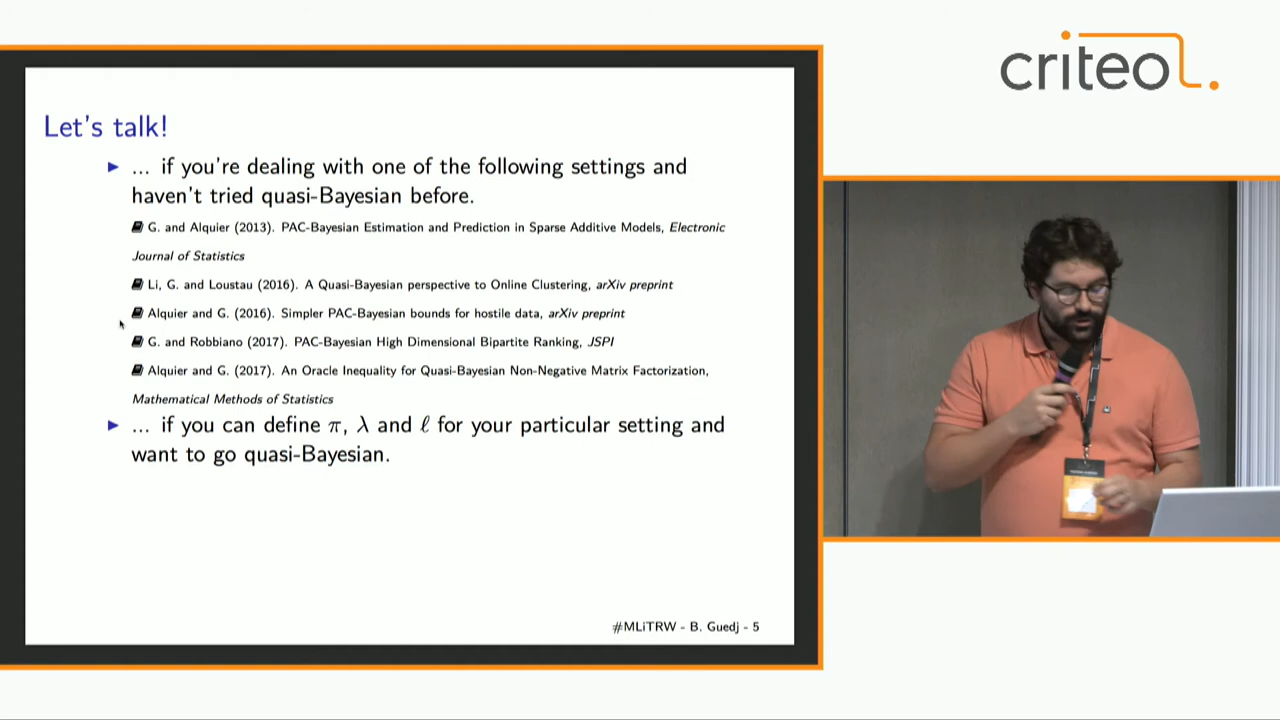 criteo
Let's talk!
... if you're dealing with one of the following settings and
haven't tried quasi-Bayesian before.
G. and Alquier (2013). PAC-Bayesian Estimation and Prediction in Sparse Additive Models, Electronic
Journal of Statistics
Li, G. and Loustau (2016). A Quasi-Bayesian perspective to Online Clustering, arXiv preprint
Alquier and G. (2016). Simpler PAC-Bayesian bounds for hostile data, arXiv preprint
G. and Robbiano (2017). PAC-Bayesian High Dimensional Bipartite Ranking, JSPI
Alquier and G. (2017). An Oracle Inequality for Quasi-Bayesian Non-Negative Matrix Factorization,
Mathematical Methods of Statistics
... if you can define π, λ and ℓ for your particular setting and
want to go quasi-Bayesian.
#MLiTRW - B. Guedj - 5